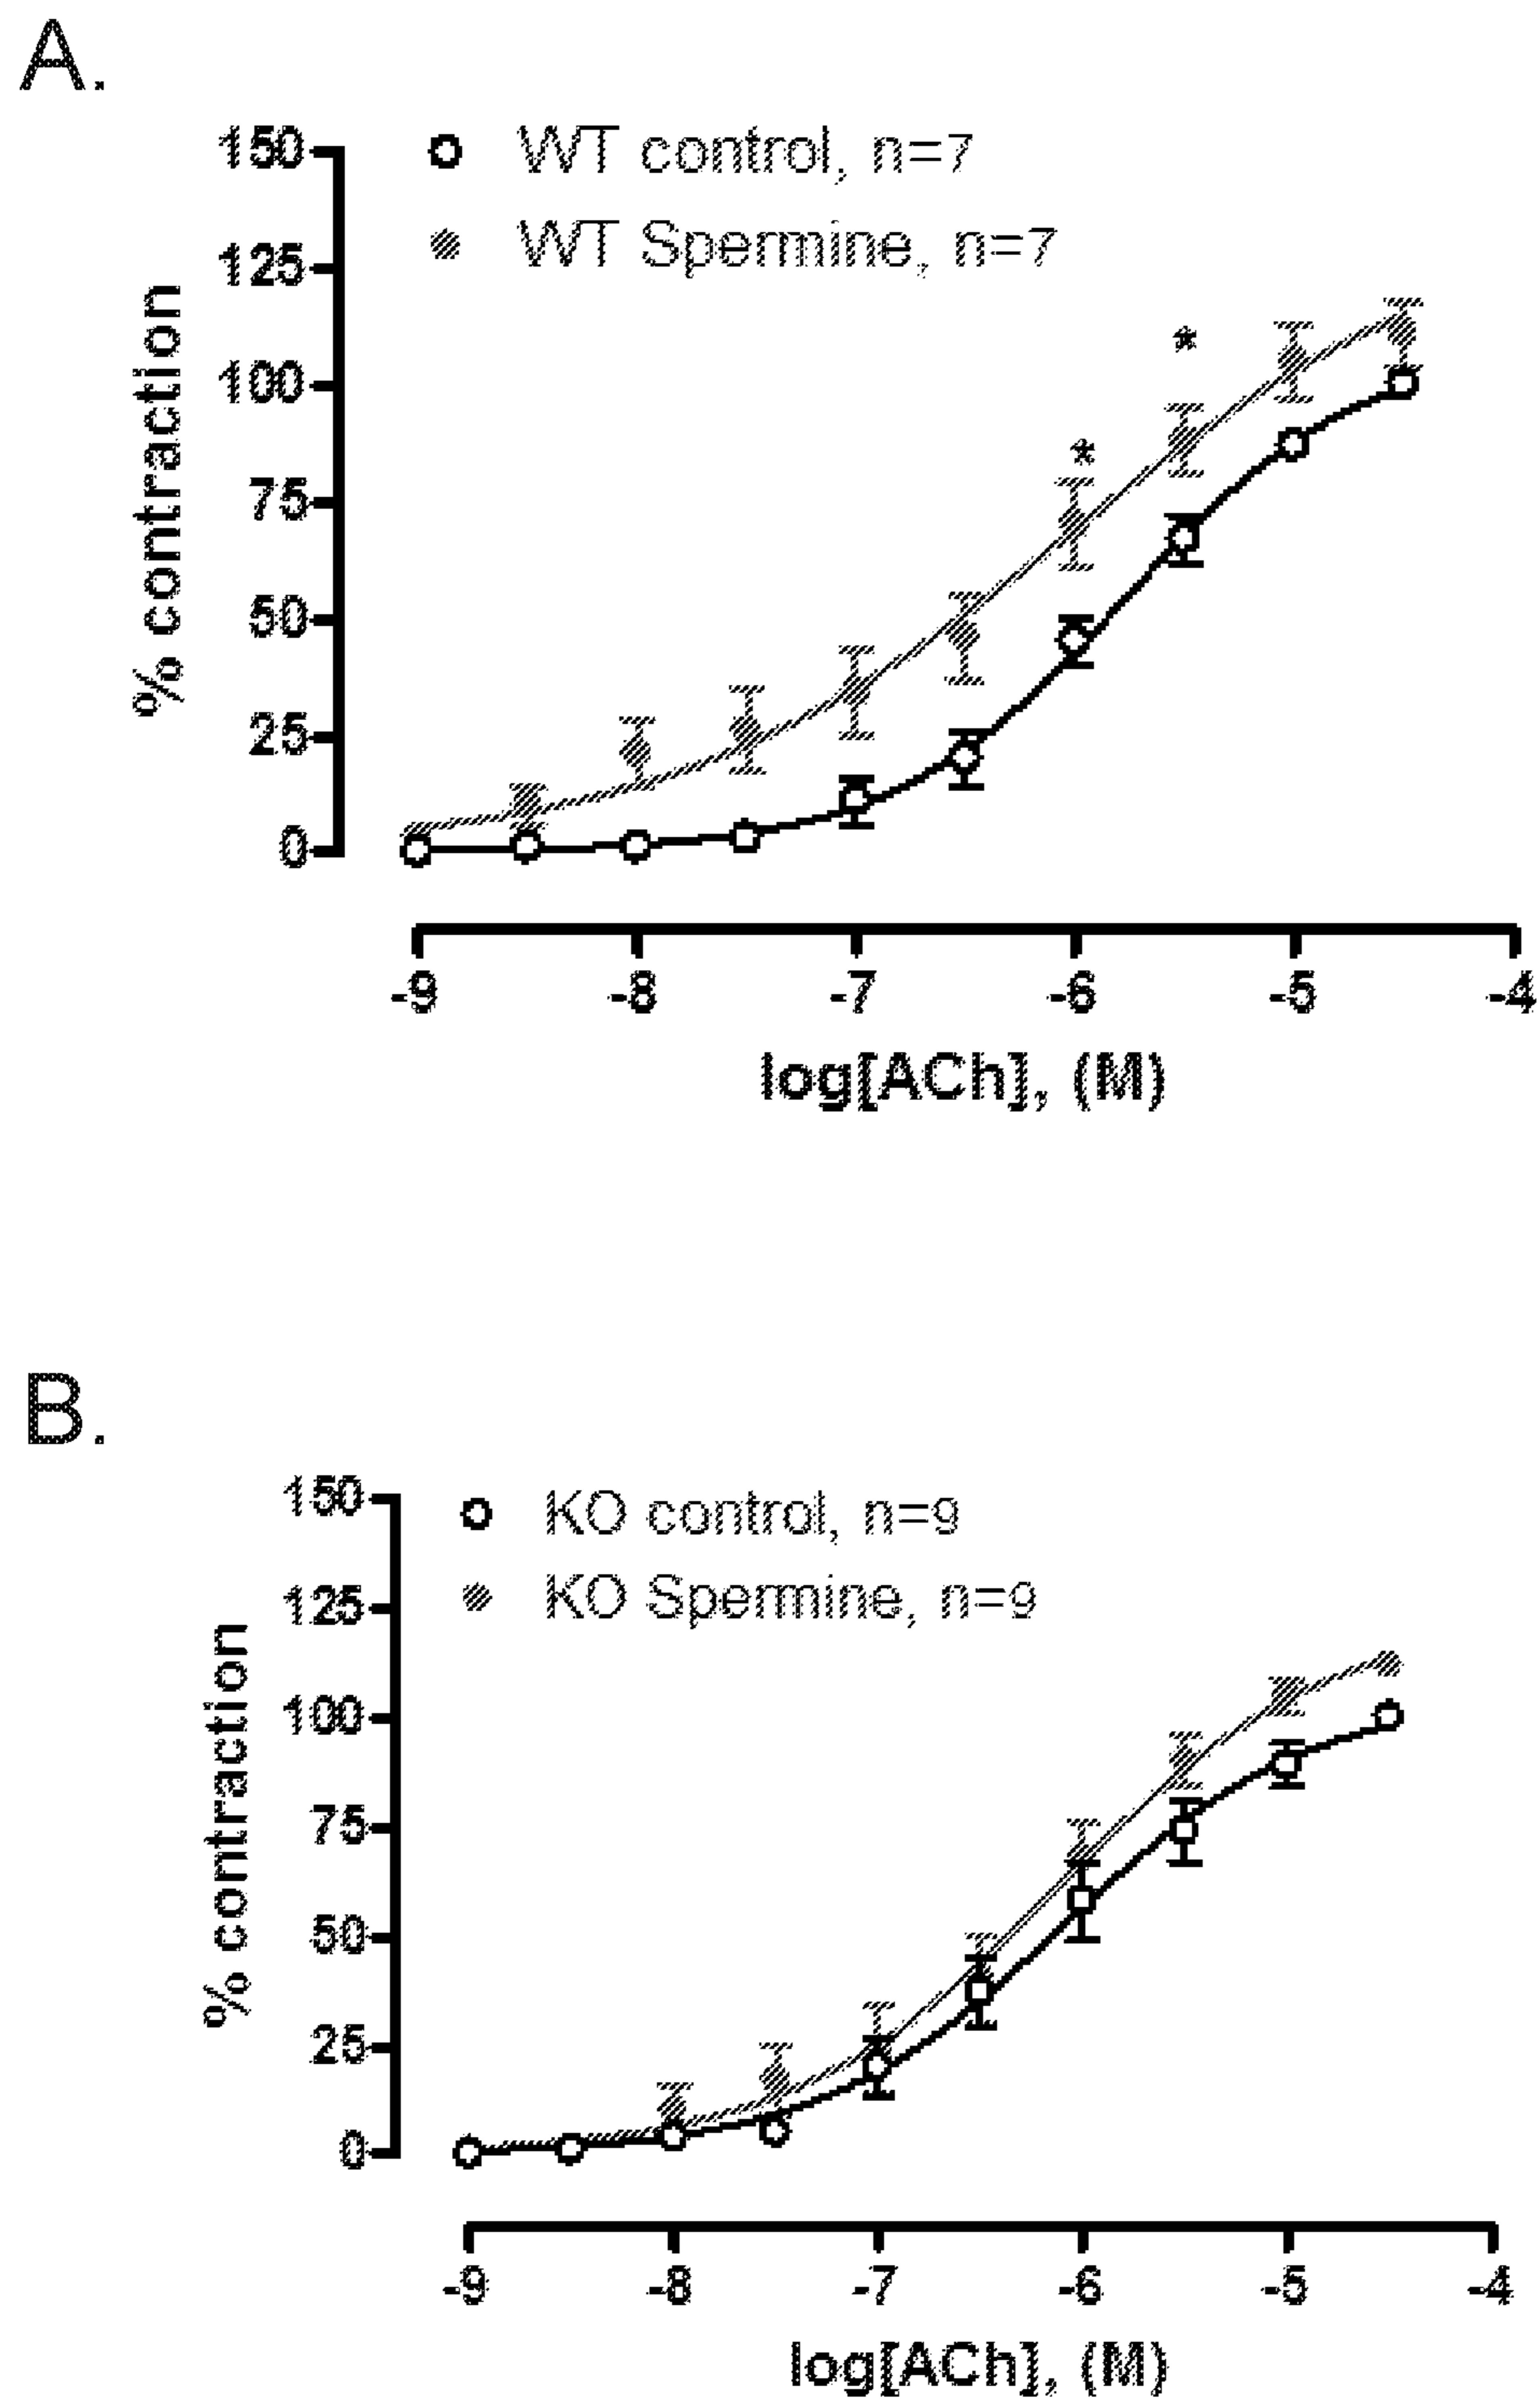 A.
150
WT control, n=7
WT Spermine, n=7
125
100
75
50
25
0
% contraction
*
*
-9 -8 -7 -6 -5 -4
log[ACh], (M)
B.
150
KO control, n=9
KO Spermine, n=9
125
100
75
50
25
0
% contraction
-9 -8 -7 -6 -5 -4
log[ACh], (M)